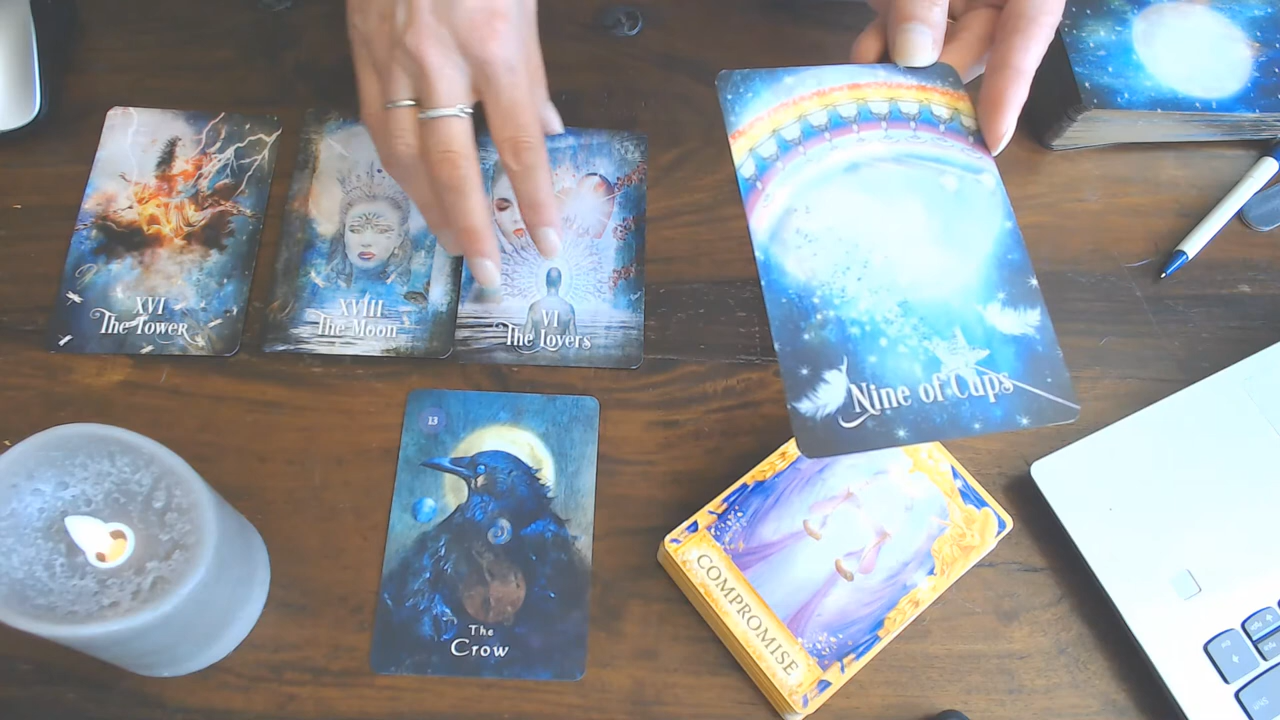 XVI
The Tower
XVIII
The Moon
VI
The Lovers
Nine of Cups
13
The
Crow
COMPROMISE